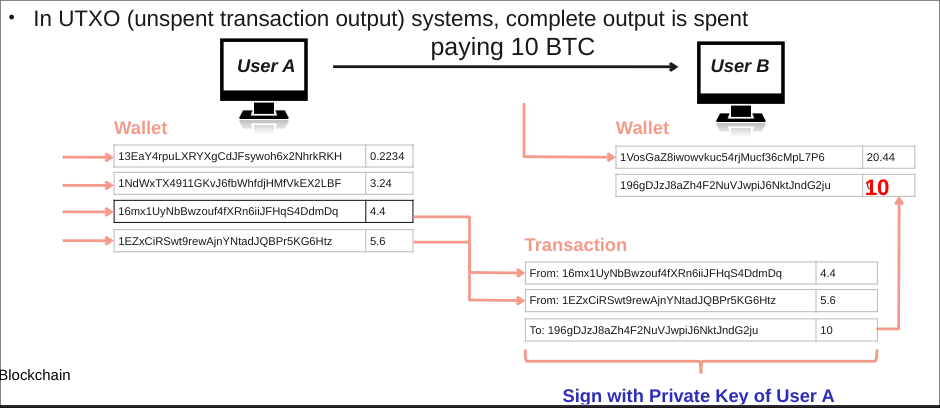 • In UTXO (unspent transaction output) systems, complete output is spent
paying 10 BTC
User A
User B
Wallet
13EaY4rpuLXRYXgCdJFsywoh6x2NhrkRKH 0.2234
1NdWxTX4911GKvJ6fbWhfdjHMfVkEX2LBF 3.24
16mx1UyNbBwzouf4fXRn6iiJFHqS4DdmDq 4.4
1EZxCiRSwt9rewAjnYNtadJQBPr5KG6Htz 5.6
Wallet
1VosGaZ8iwowvkuc54rjMucf36cMpL7P6 20.44
196gDJzJ8aZh4F2NuVJwpiJ6NktJndG2ju 10
Transaction
From: 16mx1UyNbBwzouf4fXRn6iiJFHqS4DdmDq 4.4
From: 1EZxCiRSwt9rewAjnYNtadJQBPr5KG6Htz 5.6
To: 196gDJzJ8aZh4F2NuVJwpiJ6NktJndG2ju 10
Sign with Private Key of User A
Blockchain